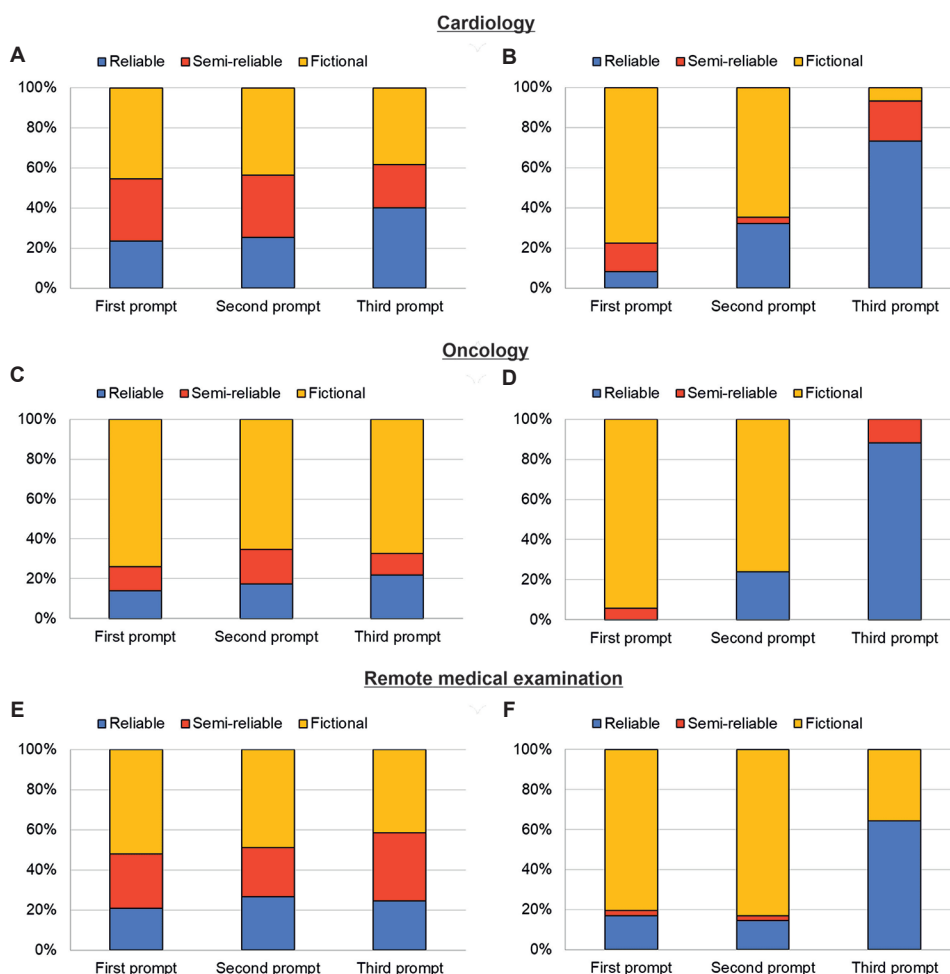 Cardiology
A
Reliable Semi-reliable Fictional
100%
80%
60%
40%
20%
0%
First prompt Second prompt Third prompt
B
Reliable Semi-reliable Fictional
100%
80%
60%
40%
20%
0%
First prompt Second prompt Third prompt
Oncology
C
Reliable Semi-reliable Fictional
100%
80%
60%
40%
20%
0%
First prompt Second prompt Third prompt
D
Reliable Semi-reliable Fictional
100%
80%
60%
40%
20%
0%
First prompt Second prompt Third prompt
Remote medical examination
E
Reliable Semi-reliable Fictional
100%
80%
60%
40%
20%
0%
First prompt Second prompt Third prompt
F
Reliable Semi-reliable Fictional
100%
80%
60%
40%
20%
0%
First prompt Second prompt Third prompt